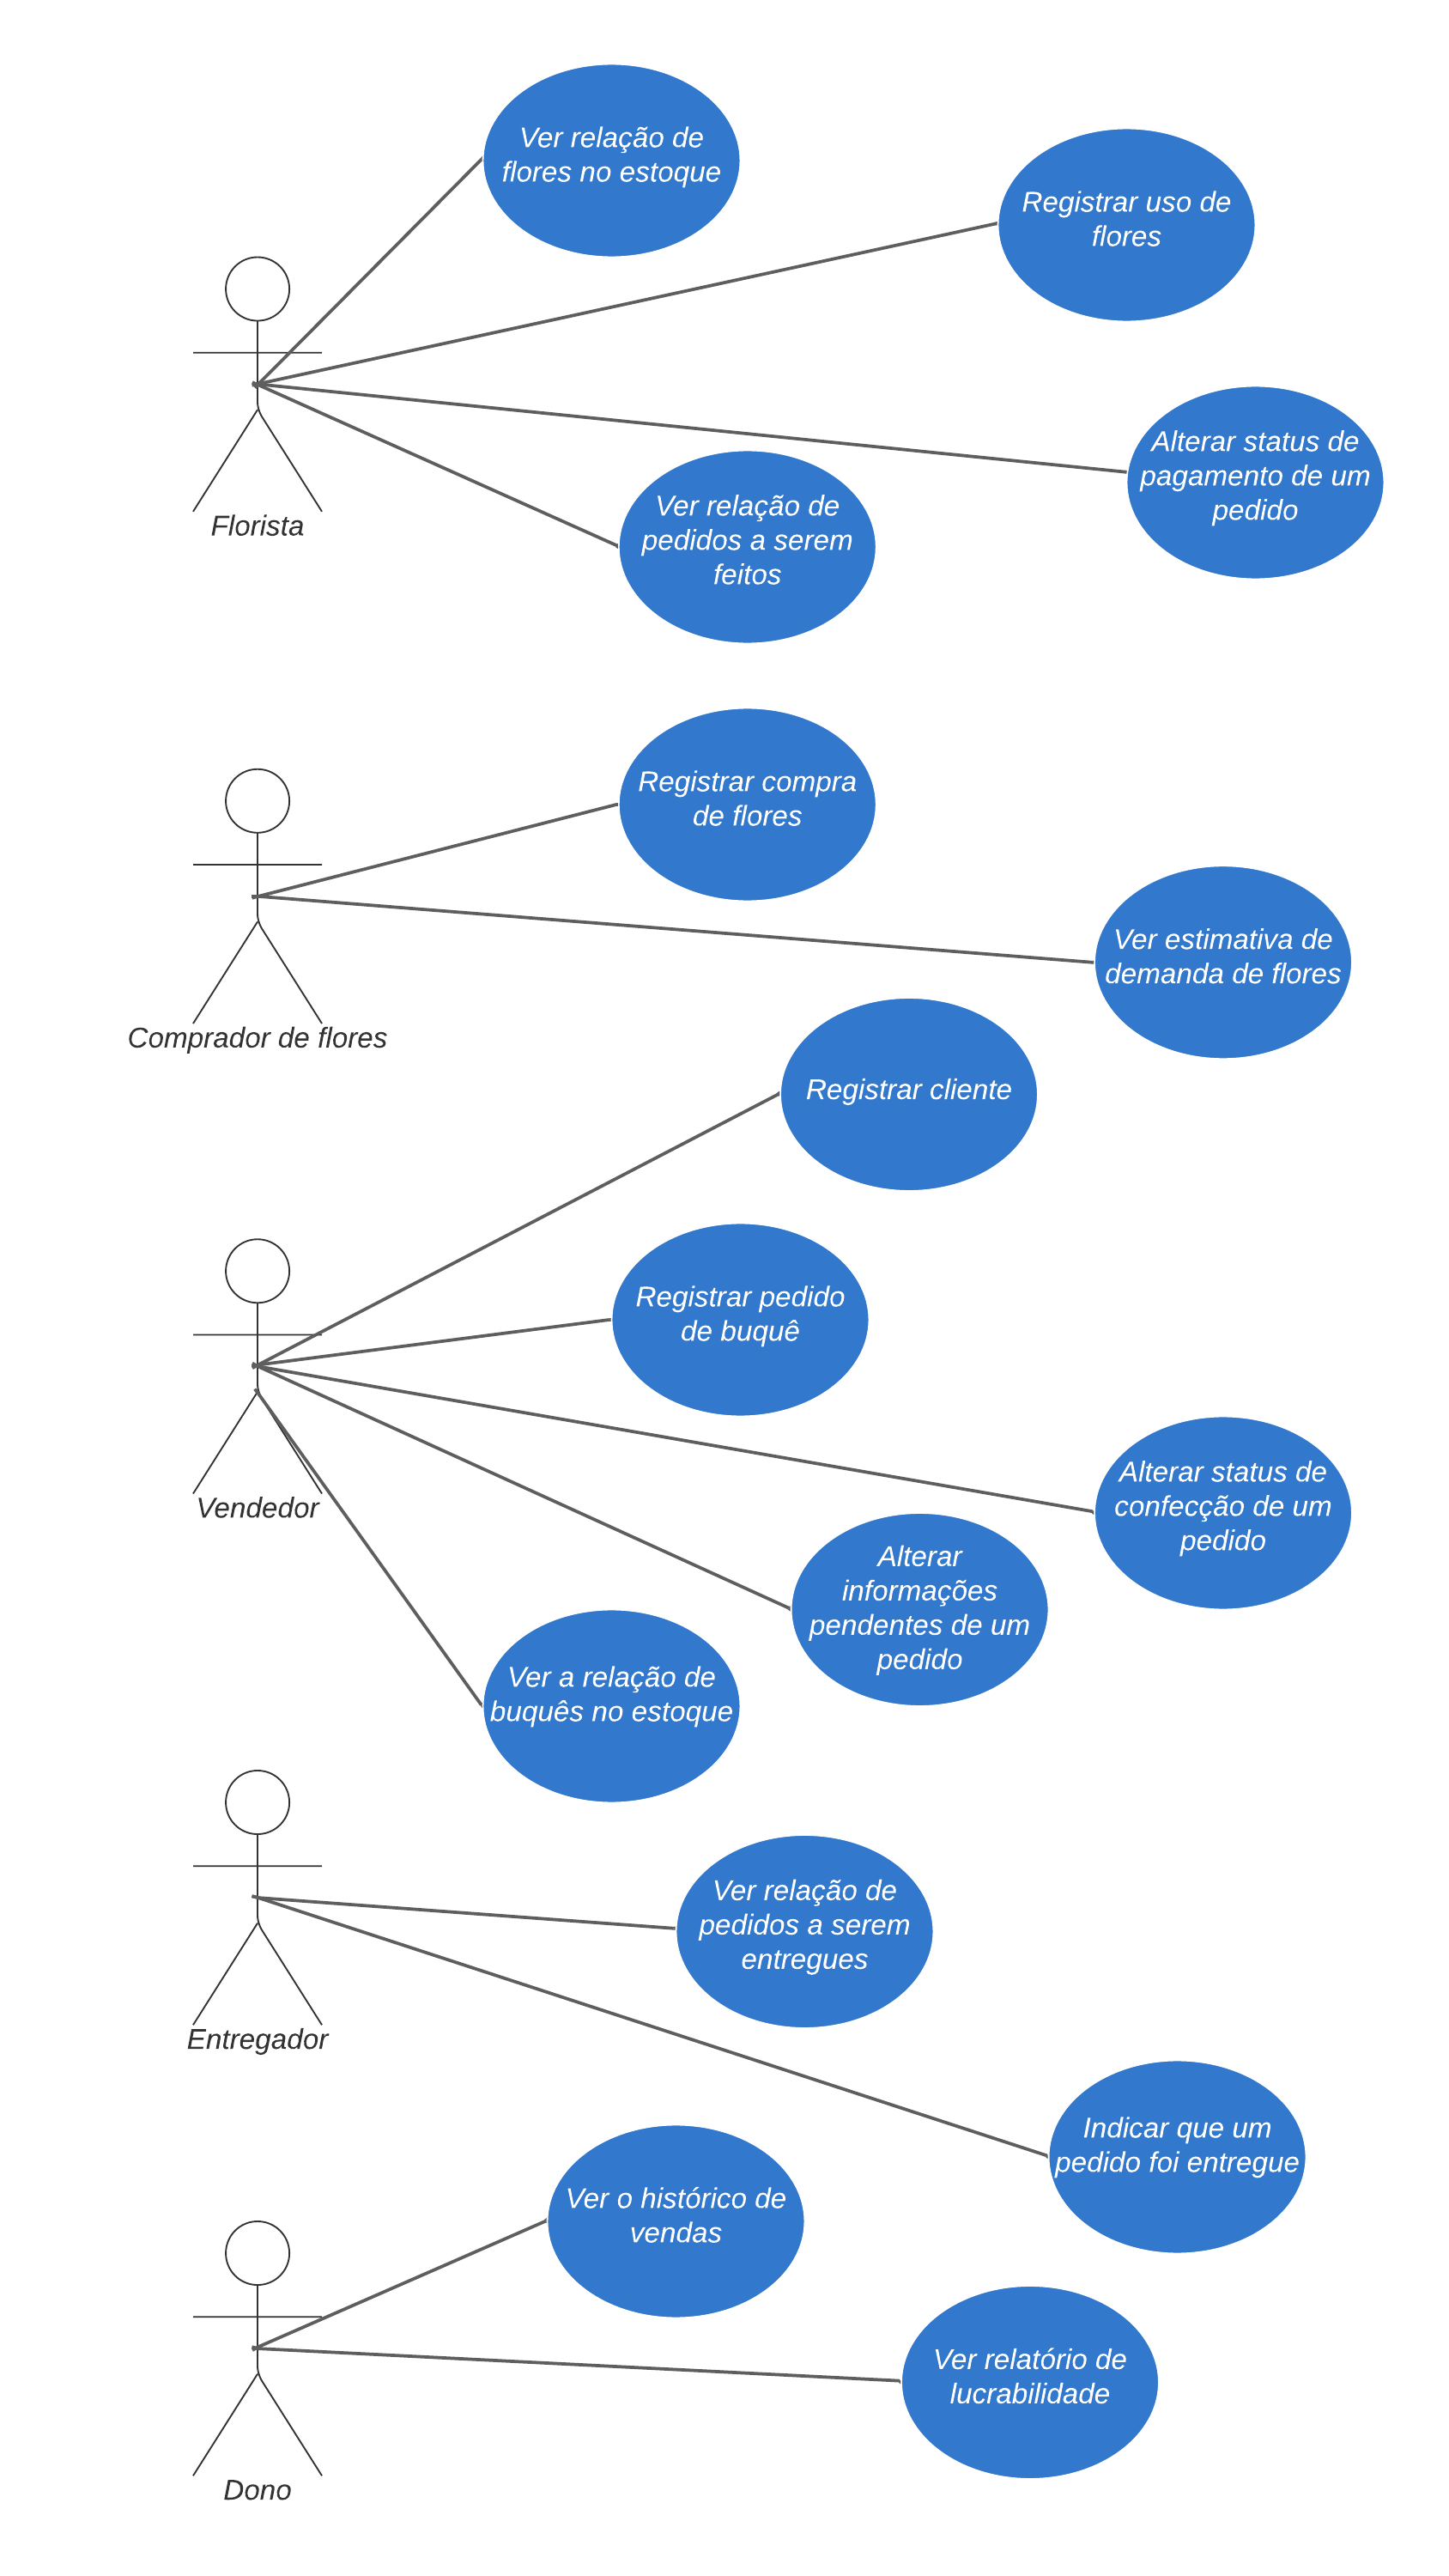 Ver relação de
flores no estoque
Registrar uso de
flores
Alterar status de
pagamento de um
pedido
Ver relação de
pedidos a serem
feitos
Florista
Registrar compra
de flores
Ver estimativa de
demanda de flores
Comprador de flores
Registrar cliente
Registrar pedido
de buquê
Alterar status de
confecção de um
pedido
Alterar
informações
pendentes de um
pedido
Vendedor
Ver a relação de
buquês no estoque
Ver relação de
pedidos a serem
entregues
Entregador
Indicar que um
pedido foi entregue
Ver o histórico de
vendas
Ver relatório de
lucrabilidade
Dono